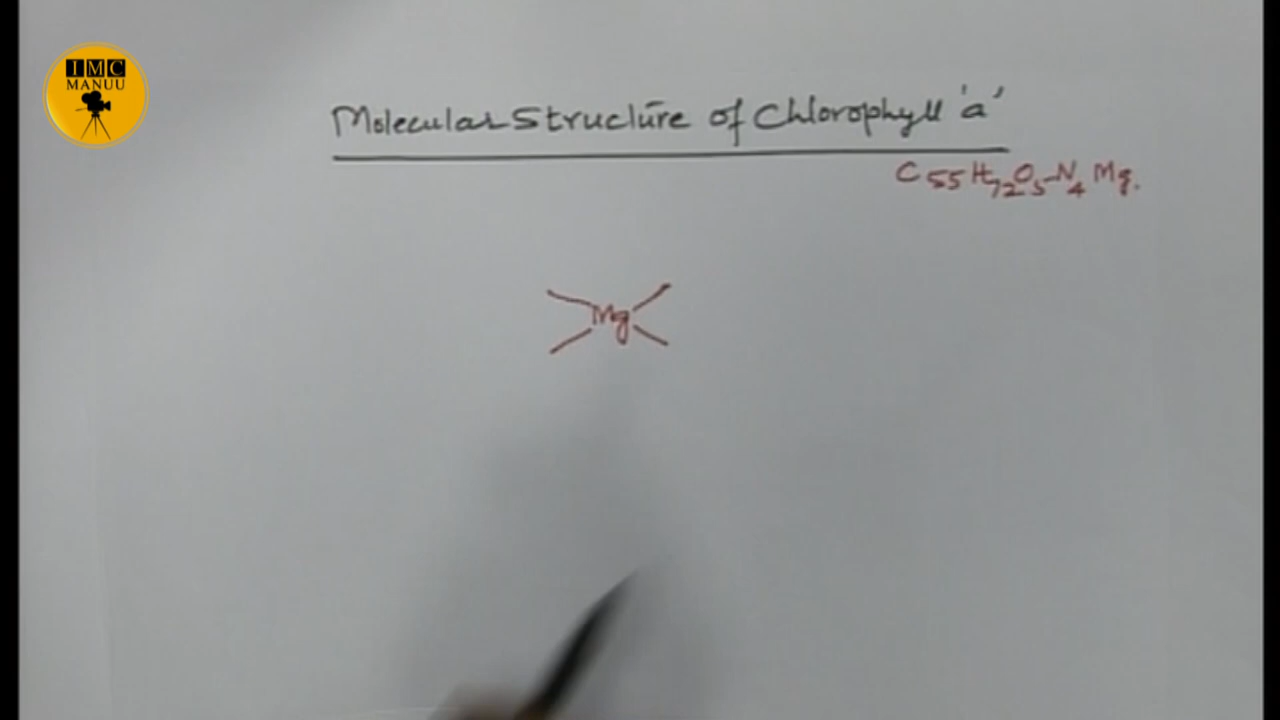 IMC
MANUU
Molecular Structure of Chlorophyll 'a'
C55H72O5N4Mg.
Mg